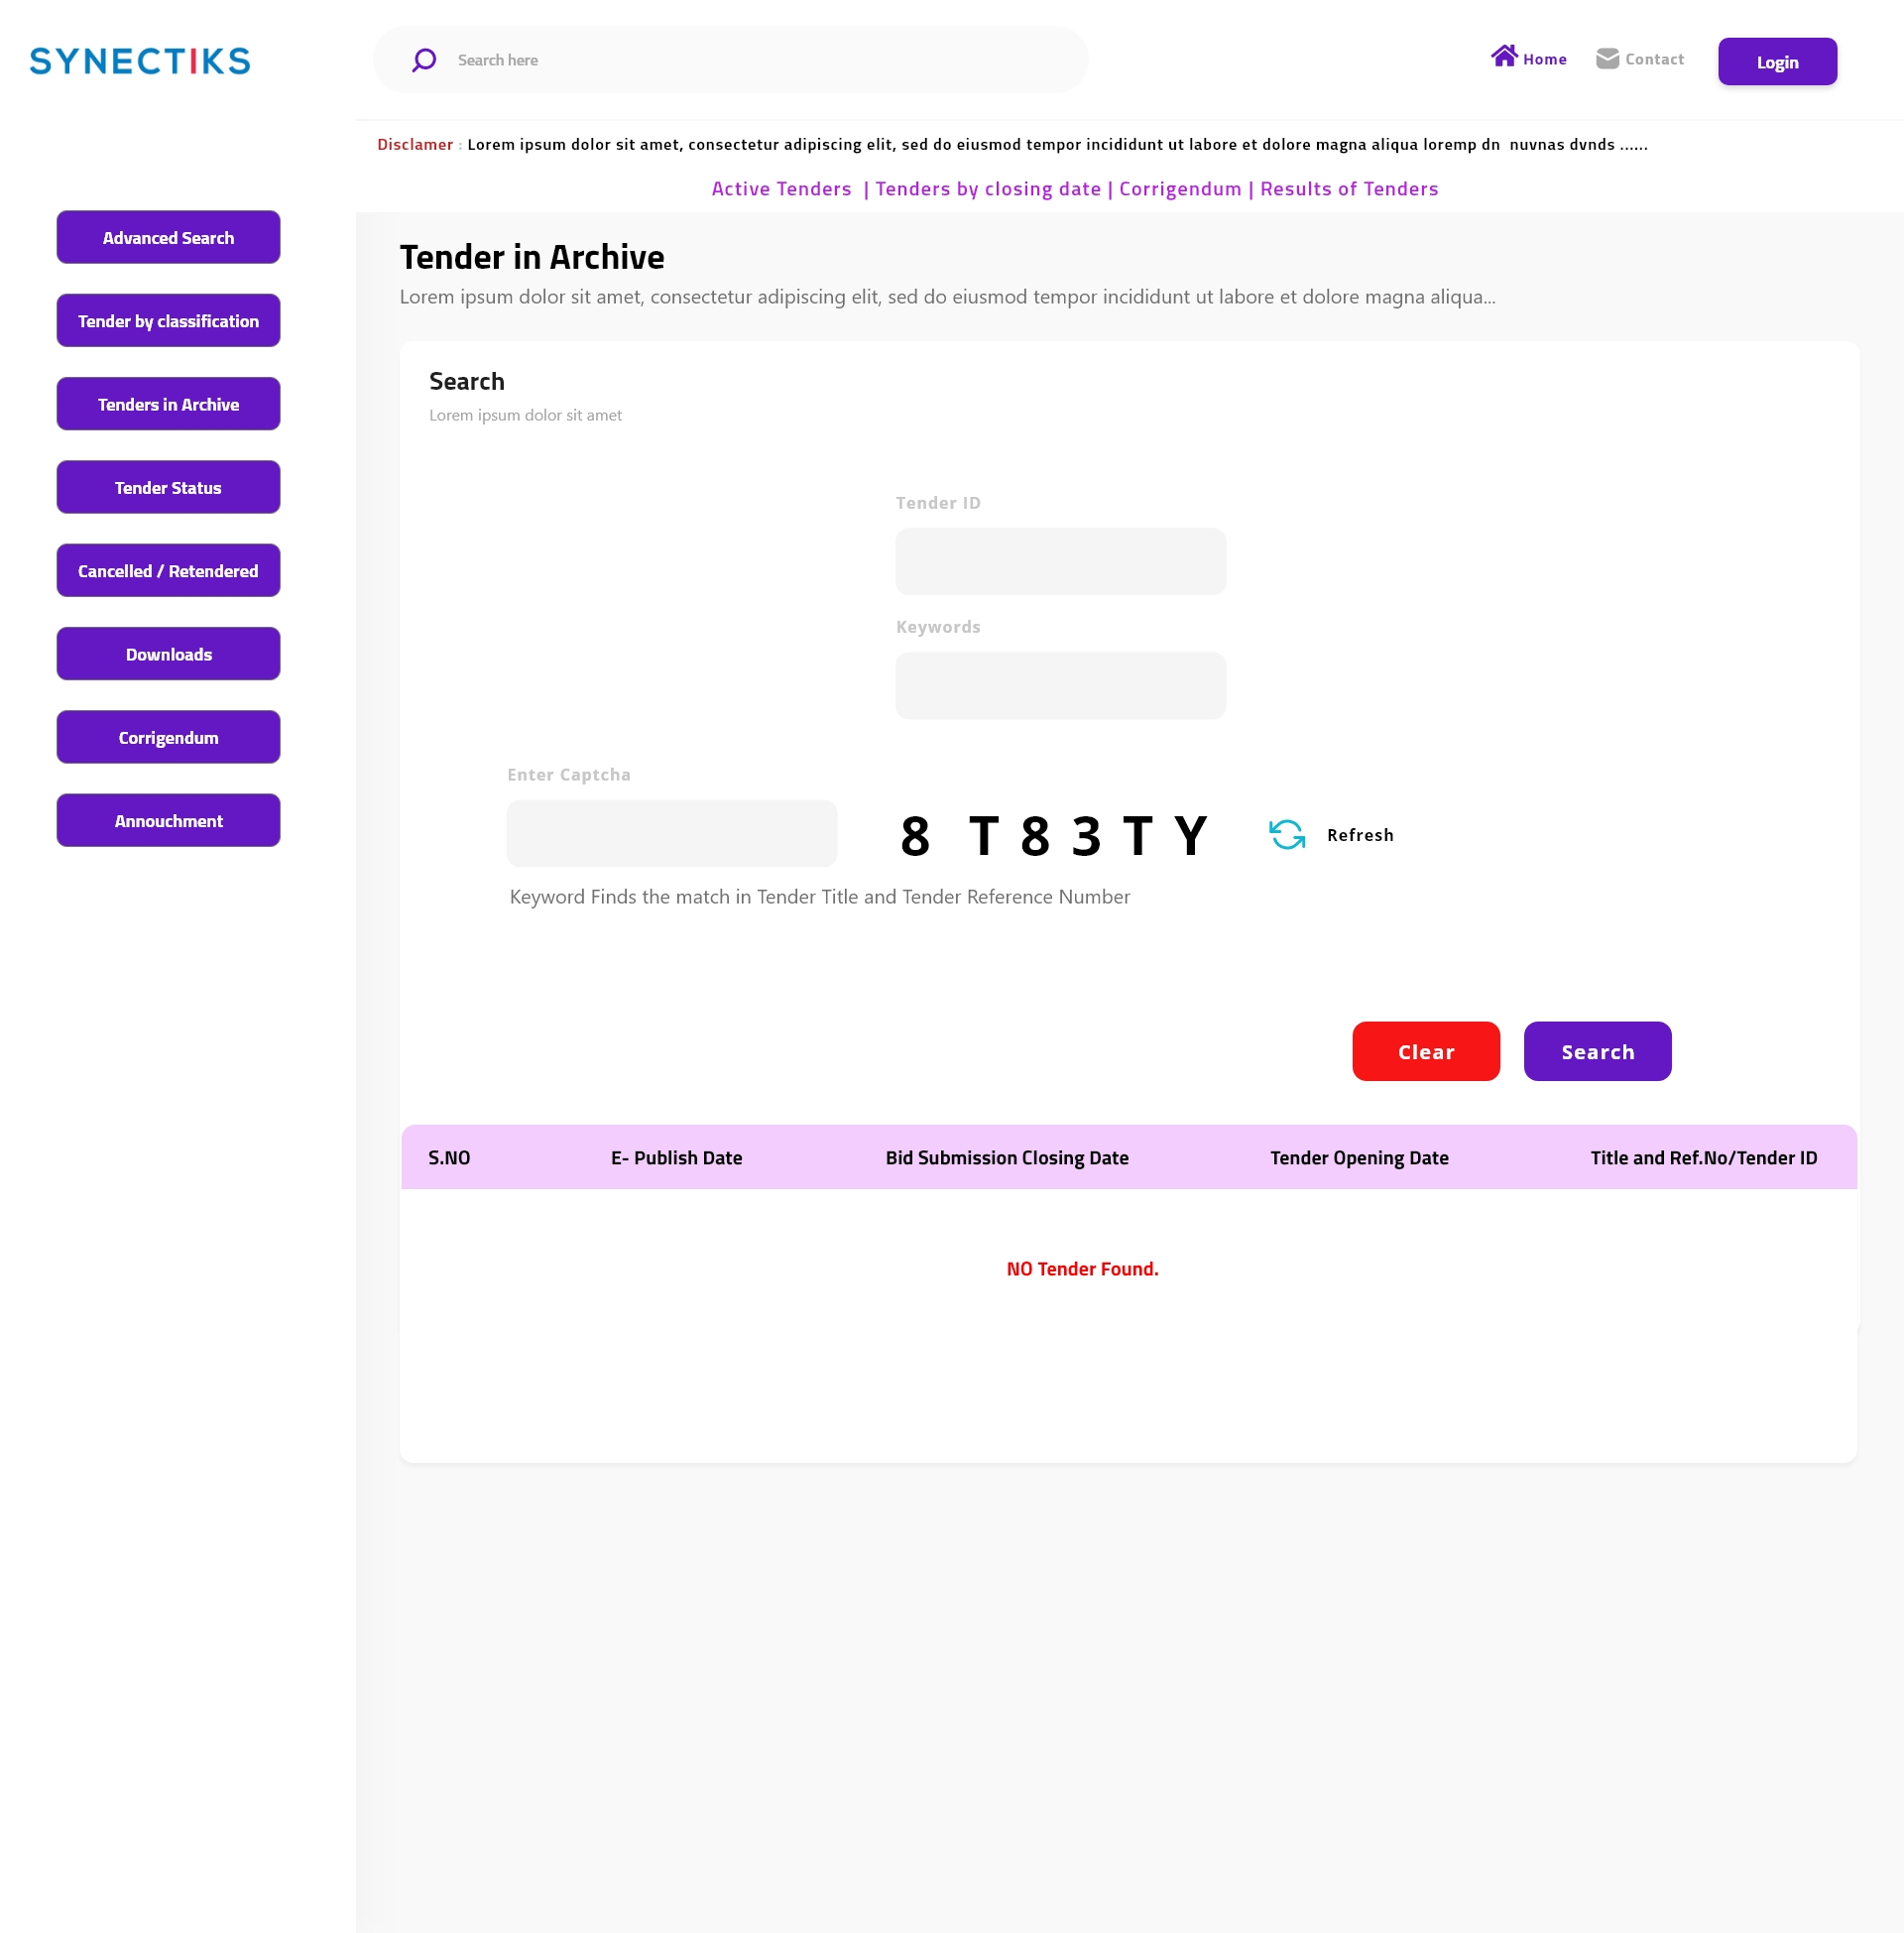 SYNECTIKS
Search here
Home
Contact
Login
Disclamer : Lorem ipsum dolor sit amet, consectetur adipiscing elit, sed do eiusmod tempor incididunt ut labore et dolore magna aliqua loremp dn  nuvnas dvnds ......
Active Tenders | Tenders by closing date | Corrigendum | Results of Tenders
Advanced Search
Tender by classification
Tenders in Archive
Tender Status
Cancelled / Retendered
Downloads
Corrigendum
Annouchment
Tender in Archive
Lorem ipsum dolor sit amet, consectetur adipiscing elit, sed do eiusmod tempor incididunt ut labore et dolore magna aliqua...
Search
Lorem ipsum dolor sit amet
Tender ID
Keywords
Enter Captcha
8 T 8 3 T Y
Refresh
Keyword Finds the match in Tender Title and Tender Reference Number
Clear
Search
S.NO
E- Publish Date
Bid Submission Closing Date
Tender Opening Date
Title and Ref.No/Tender ID
NO Tender Found.